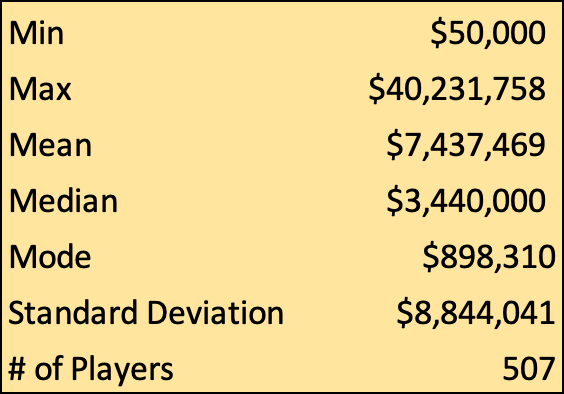 Min $50,000
Max $40,231,758
Mean $7,437,469
Median $3,440,000
Mode $898,310
Standard Deviation $8,844,041
# of Players 507